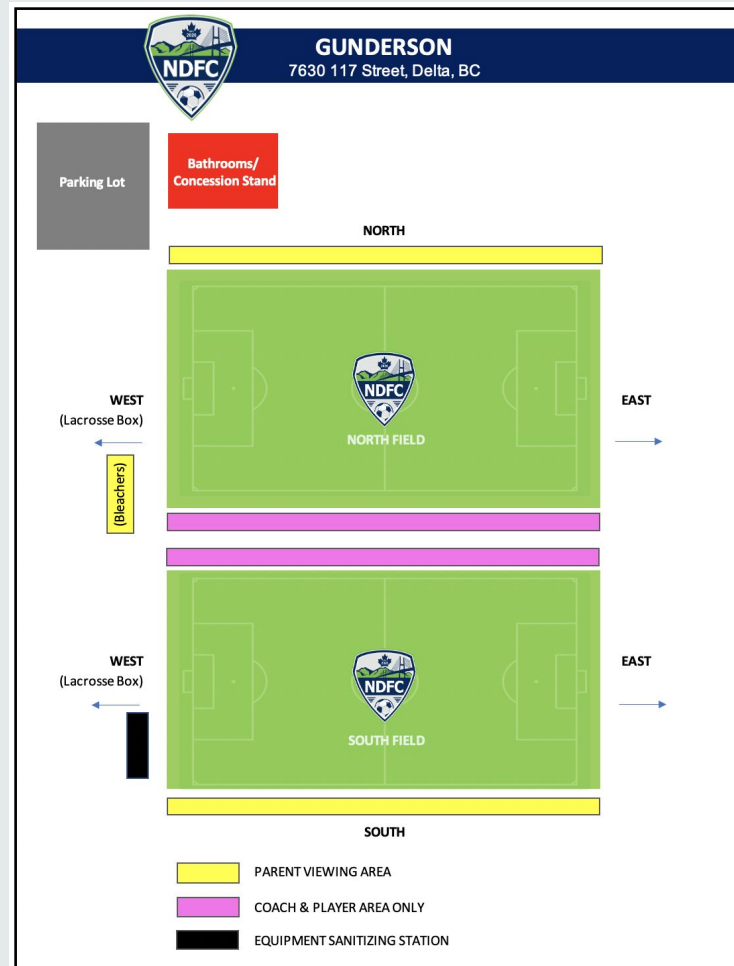 GUNDERSON
7630 117 Street, Delta, BC
2020
NDFC
Parking Lot
Bathrooms/
Concession Stand
NORTH
WEST
(Lacrosse Box)
EAST
NDFC
NORTH FIELD
(Bleachers)
WEST
(Lacrosse Box)
EAST
NDFC
SOUTH FIELD
SOUTH
PARENT VIEWING AREA
COACH & PLAYER AREA ONLY
EQUIPMENT SANITIZING STATION